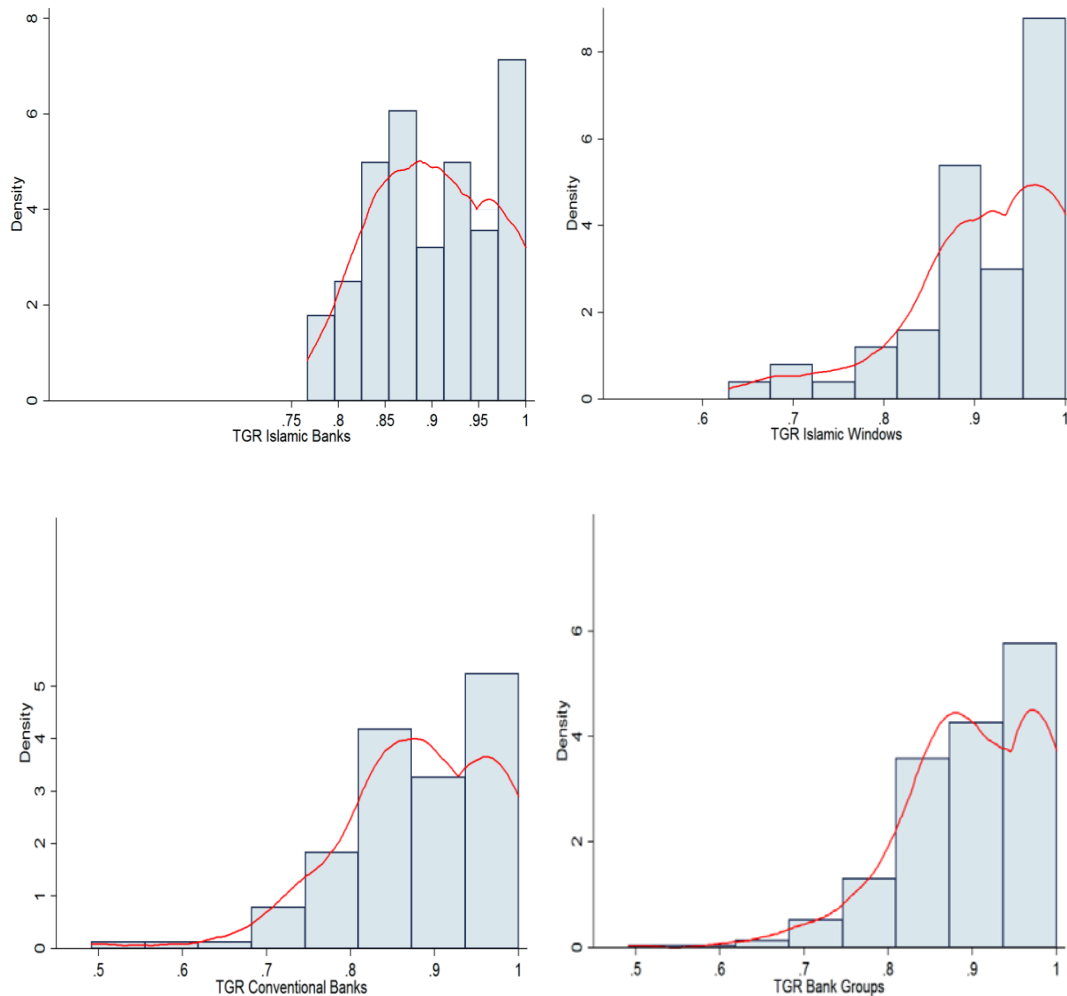 8
6
4
2
0
Density
.75 .8 .85 .9 .95 1
TGR Islamic Banks
8
6
4
2
0
Density
.6 .7 .8 .9 1
TGR Islamic Windows
5
4
3
2
1
0
Density
.5 .6 .7 .8 .9 1
TGR Conventional Banks
6
4
2
0
Density
.5 .6 .7 .8 .9 1
TGR Bank Groups